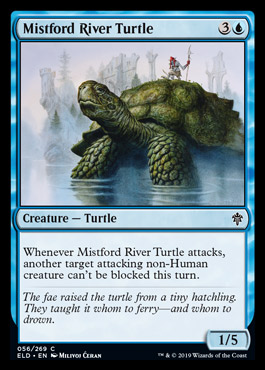 Mistford River Turtle 3
Creature — Turtle
Whenever Mistford River Turtle attacks,
another target attacking non-Human
creature can't be blocked this turn.
The fae raised the turtle from a tiny hatchling.
They taught it whom to ferry—and whom to
drown.
1/5
056/269 C
ELD • EN Milivoj Ćeran
™ & © 2019 Wizards of the Coast